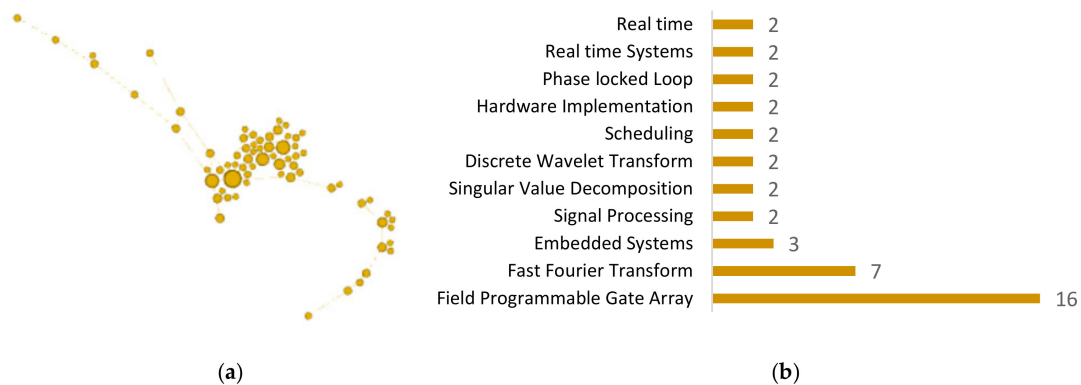 Real time 2
Real time Systems 2
Phase locked Loop 2
Hardware Implementation 2
Scheduling 2
Discrete Wavelet Transform 2
Singular Value Decomposition 2
Signal Processing 2
Embedded Systems 3
Fast Fourier Transform 7
Field Programmable Gate Array 16
(a) (b)